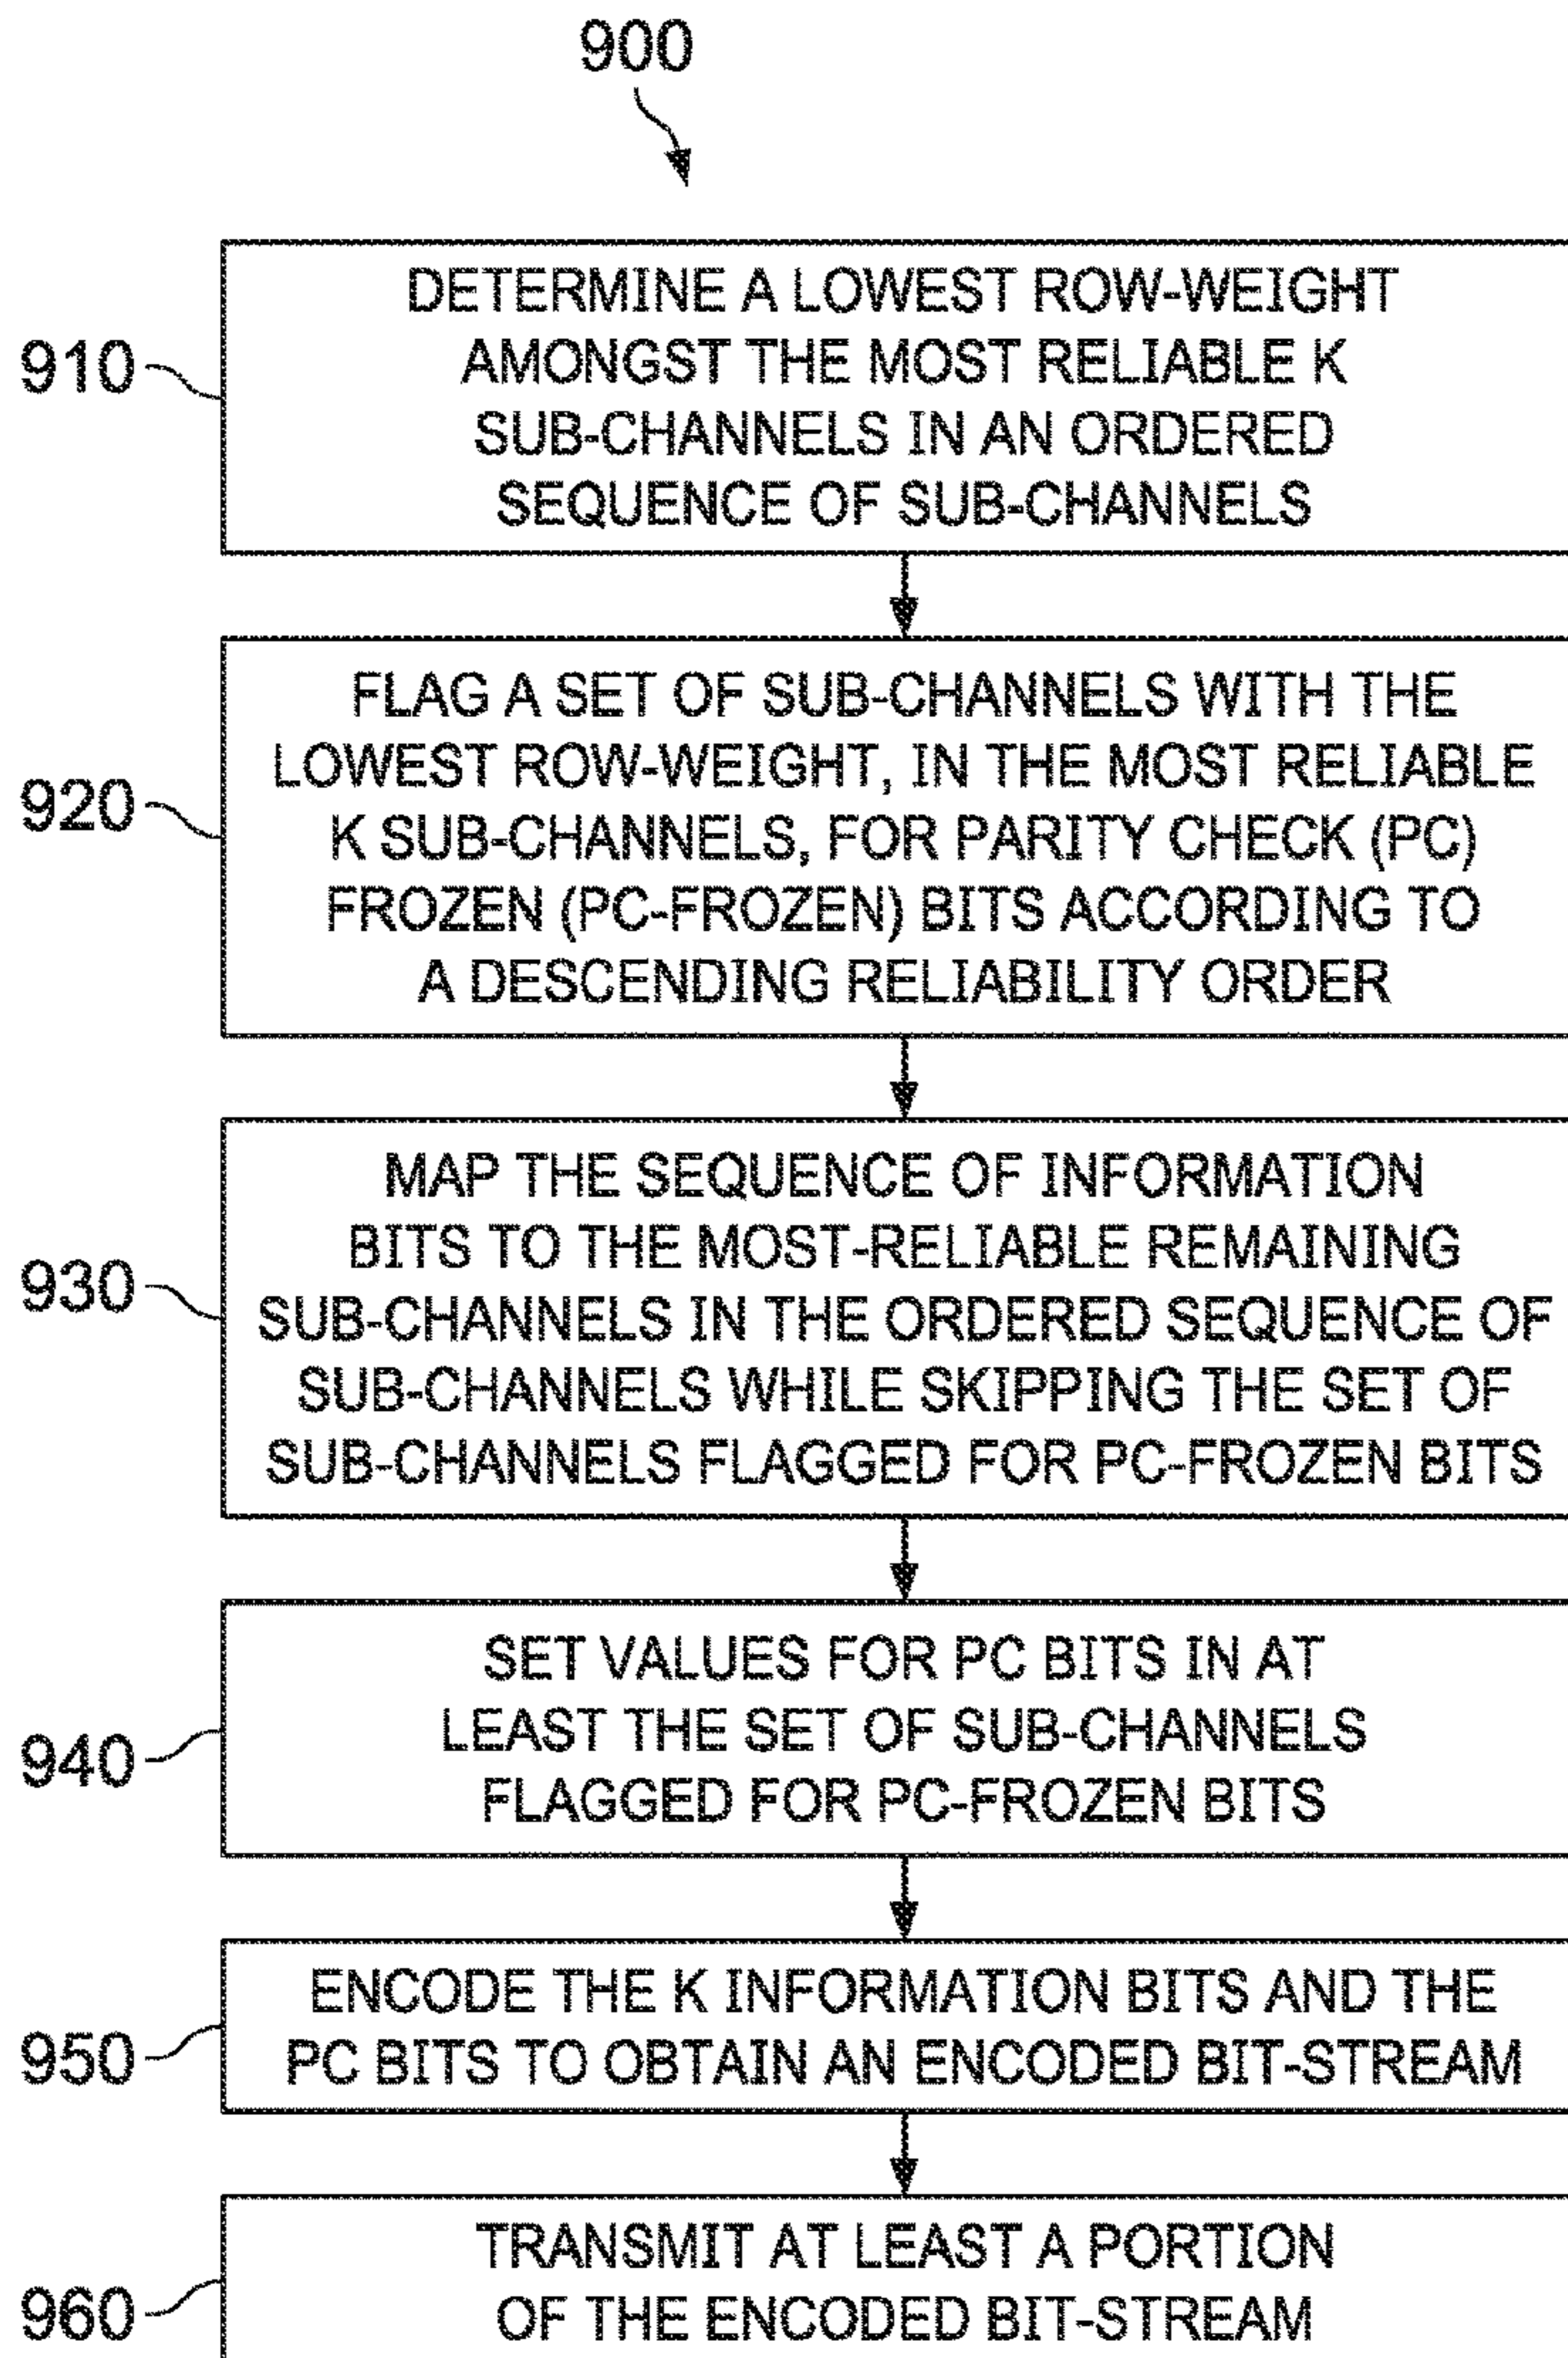 900
910
DETERMINE A LOWEST ROW-WEIGHT
AMONGST THE MOST RELIABLE K
SUB-CHANNELS IN AN ORDERED
SEQUENCE OF SUB-CHANNELS
920
FLAG A SET OF SUB-CHANNELS WITH THE
LOWEST ROW-WEIGHT, IN THE MOST RELIABLE
K SUB-CHANNELS, FOR PARITY CHECK (PC)
FROZEN (PC-FROZEN) BITS ACCORDING TO
A DESCENDING RELIABILITY ORDER
930
MAP THE SEQUENCE OF INFORMATION
BITS TO THE MOST-RELIABLE REMAINING
SUB-CHANNELS IN THE ORDERED SEQUENCE OF
SUB-CHANNELS WHILE SKIPPING THE SET OF
SUB-CHANNELS FLAGGED FOR PC-FROZEN BITS
940
SET VALUES FOR PC BITS IN AT
LEAST THE SET OF SUB-CHANNELS
FLAGGED FOR PC-FROZEN BITS
950
ENCODE THE K INFORMATION BITS AND THE
PC BITS TO OBTAIN AN ENCODED BIT-STREAM
960
TRANSMIT AT LEAST A PORTION
OF THE ENCODED BIT-STREAM